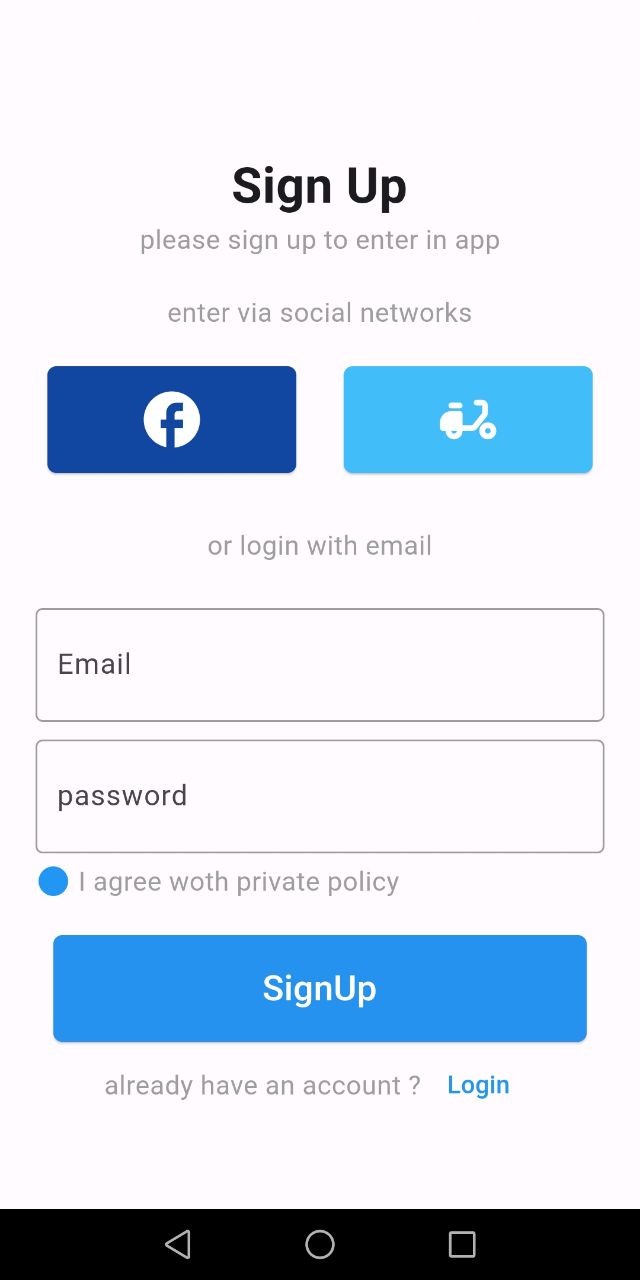 Sign Up
please sign up to enter in app
enter via social networks
or login with email
Email
password
I agree woth private policy
SignUp
already have an account ? Login